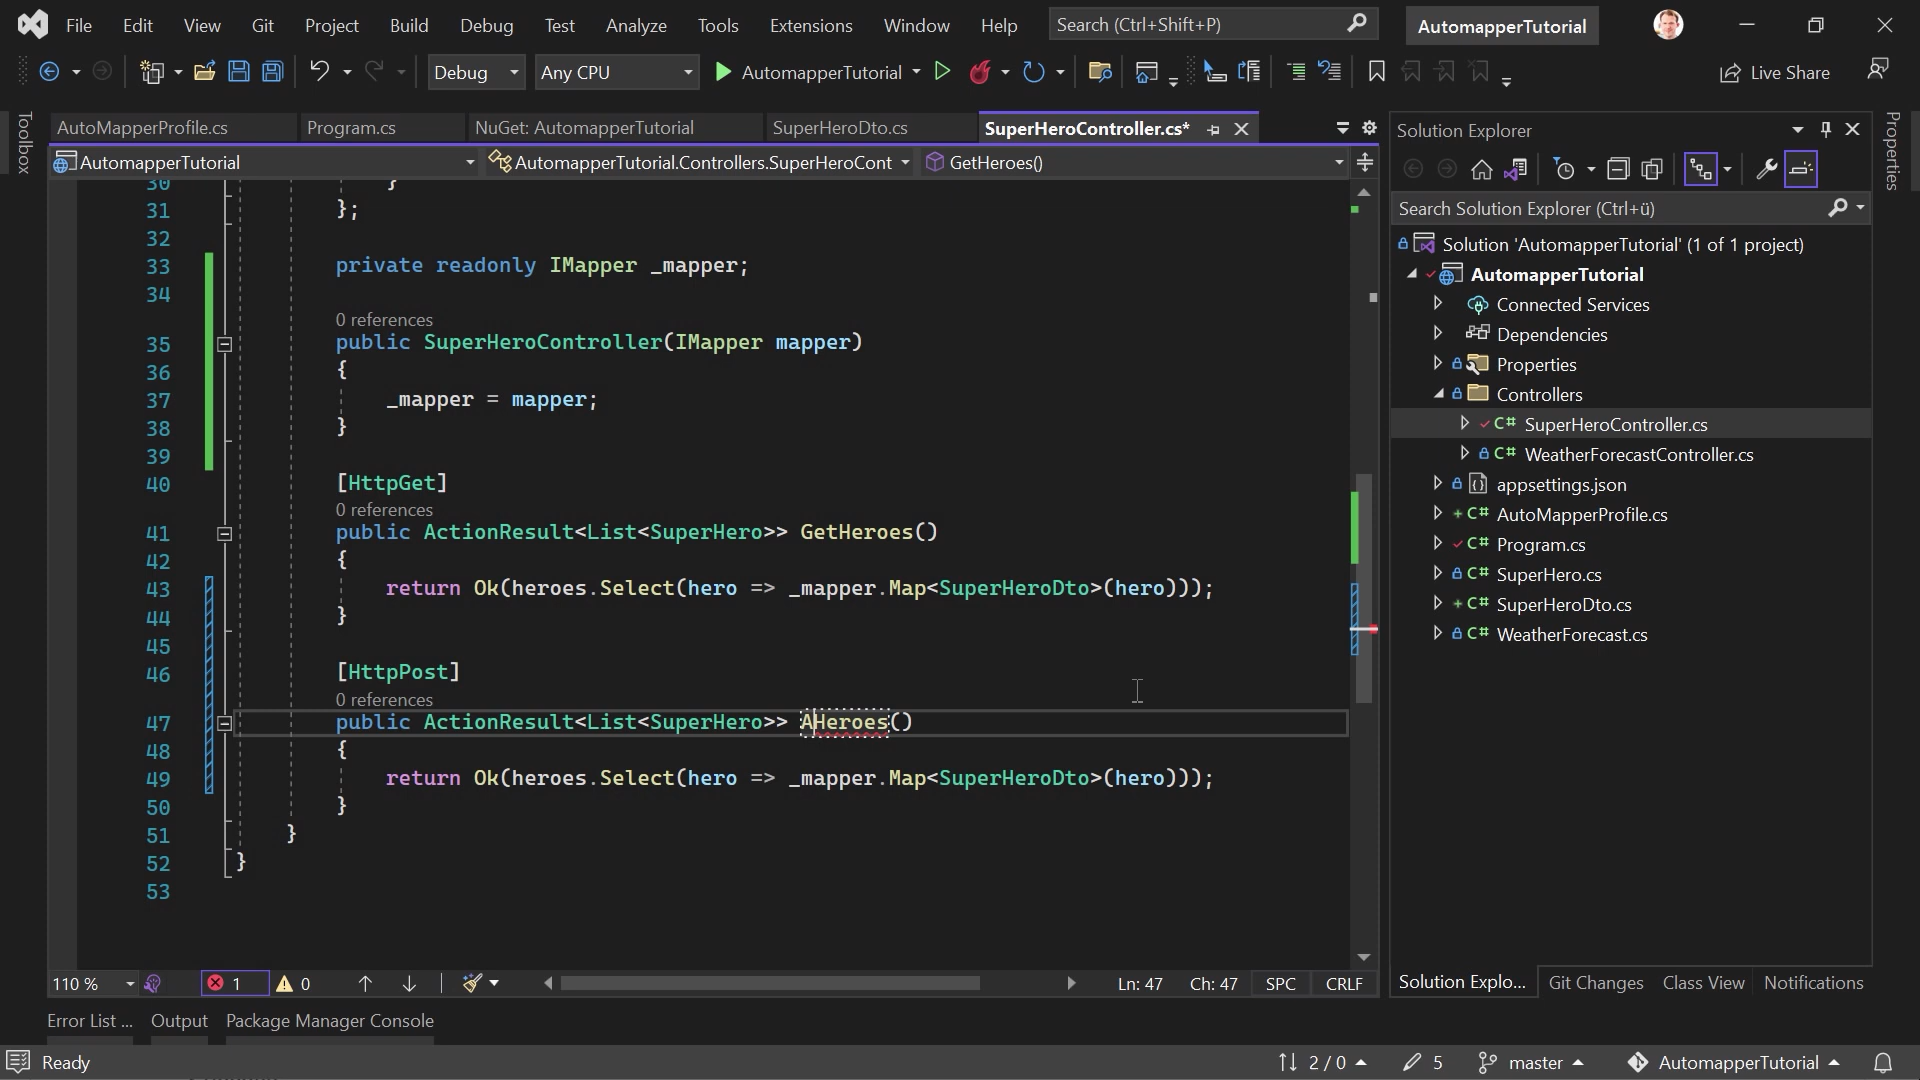 File Edit View Git Project Build Debug Test Analyze Tools Extensions Window Help Search (Ctrl+Shift+P) AutomapperTutorial
Debug Any CPU AutomapperTutorial Live Share
Toolbox
AutoMapperProfile.cs Program.cs NuGet: AutomapperTutorial SuperHeroDto.cs SuperHeroController.cs*
AutomapperTutorial AutomapperTutorial.Controllers.SuperHeroCont GetHeroes()
30 }
31 };
32
33 private readonly IMapper _mapper;
34
0 references
35 public SuperHeroController(IMapper mapper)
36 {
37 _mapper = mapper;
38 }
39
40 [HttpGet]
0 references
41 public ActionResult<List<SuperHero>> GetHeroes()
42 {
43 return Ok(heroes.Select(hero => _mapper.Map<SuperHeroDto>(hero)));
44 }
45
46 [HttpPost]
0 references
47 public ActionResult<List<SuperHero>> AHeroes()
48 {
49 return Ok(heroes.Select(hero => _mapper.Map<SuperHeroDto>(hero)));
50 }
51 }
52 }
53
110 % 1 0 Ln: 47 Ch: 47 SPC CRLF
Solution Explorer
Search Solution Explorer (Ctrl+ü)
Solution 'AutomapperTutorial' (1 of 1 project)
AutomapperTutorial
Connected Services
Dependencies
Properties
Controllers
C# SuperHeroController.cs
C# WeatherForecastController.cs
appsettings.json
C# AutoMapperProfile.cs
C# Program.cs
C# SuperHero.cs
C# SuperHeroDto.cs
C# WeatherForecast.cs
Solution Explo... Git Changes Class View Notifications
Properties
Error List ... Output Package Manager Console
Ready 2 / 0 5 master AutomapperTutorial